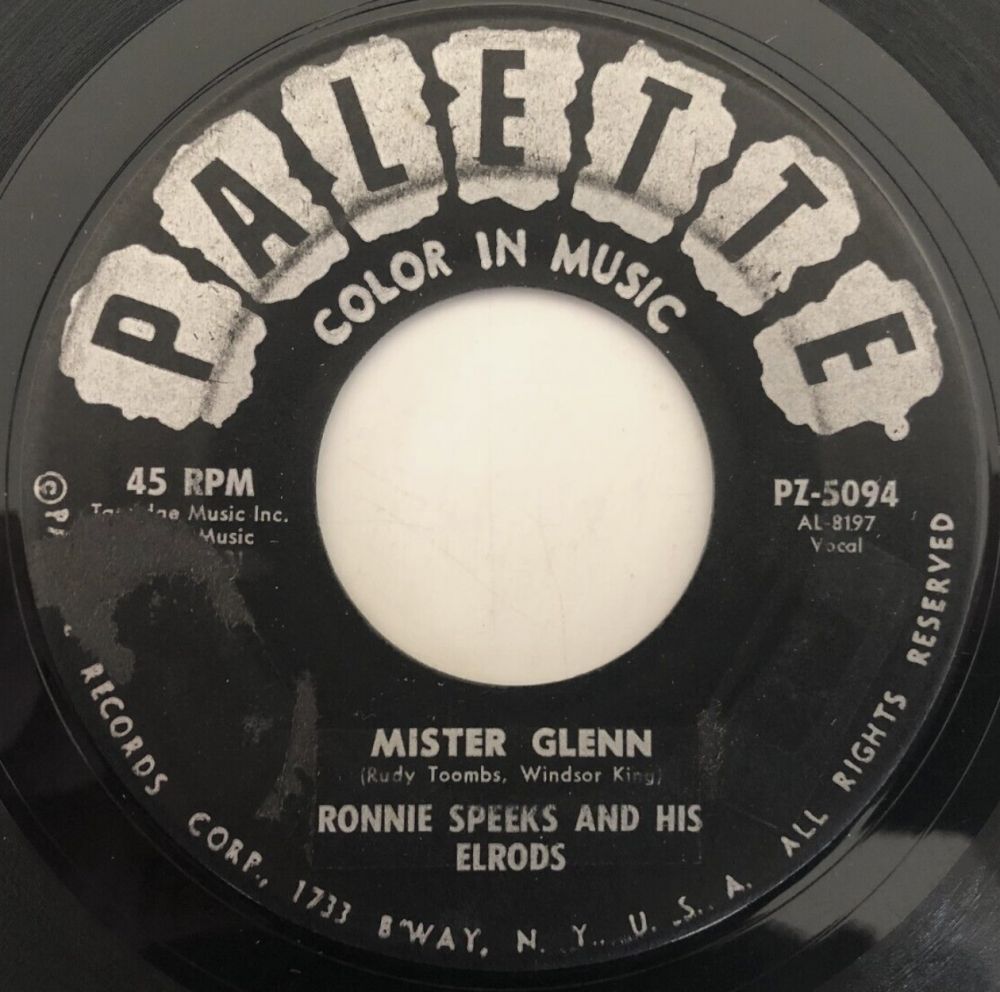 PALETTE
COLOR IN MUSIC
45 RPM
Music Inc.
Music
PZ-5094
AL-8197
Vocal
MISTER GLENN
(Rudy Toombs, Windsor King)
RONNIE SPEEKS AND HIS
ELRODS
© RECORDS CORP., 1733 B'WAY, N. Y., U. S. A. ALL RIGHTS RESERVED